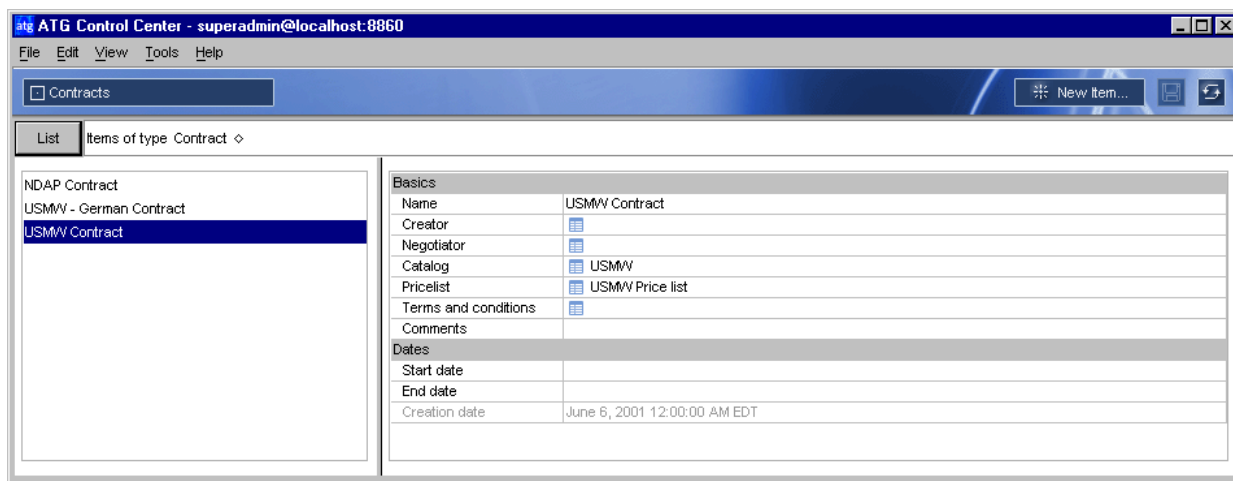 atg ATG Control Center - superadmin@localhost:8860
File Edit View Tools Help
Contracts
New Item...
List Items of type Contract
NDAP Contract
USMW - German Contract
USMW Contract
Basics
Name USMW Contract
Creator
Negotiator
Catalog USMW
Pricelist USMW Price list
Terms and conditions
Comments
Dates
Start date
End date
Creation date June 6, 2001 12:00:00 AM EDT